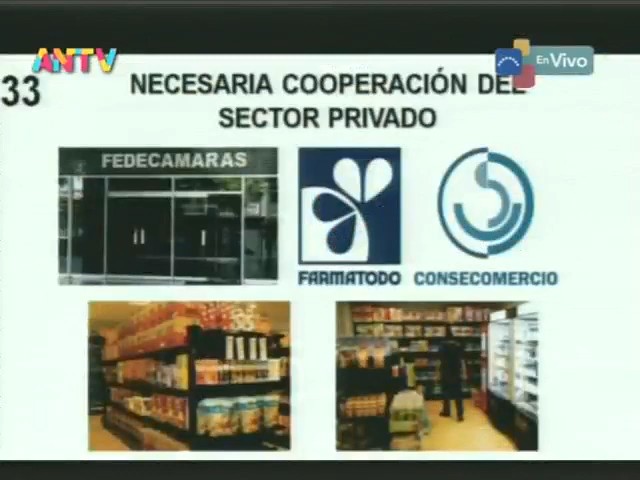 ANTV
En Vivo
33
NECESARIA COOPERACIÓN DEL
SECTOR PRIVADO
FEDECAMARAS
FARMATODO
CONSECOMERCIO